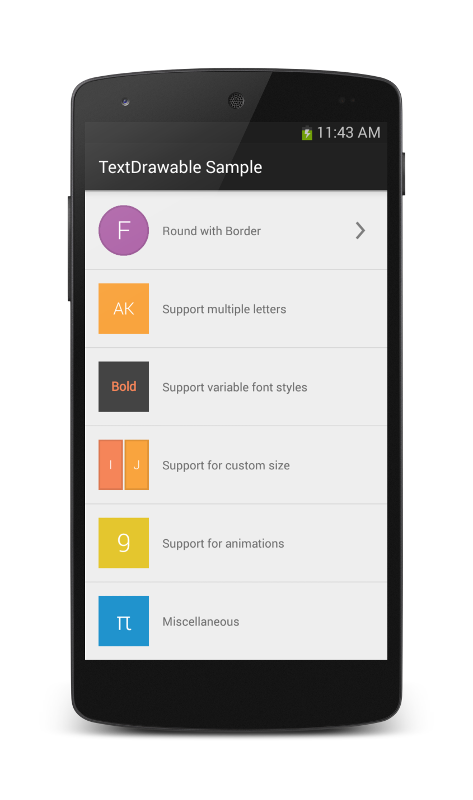 11:43 AM
TextDrawable Sample
F Round with Border
AK Support multiple letters
Bold Support variable font styles
I J Support for custom size
9 Support for animations
π Miscellaneous